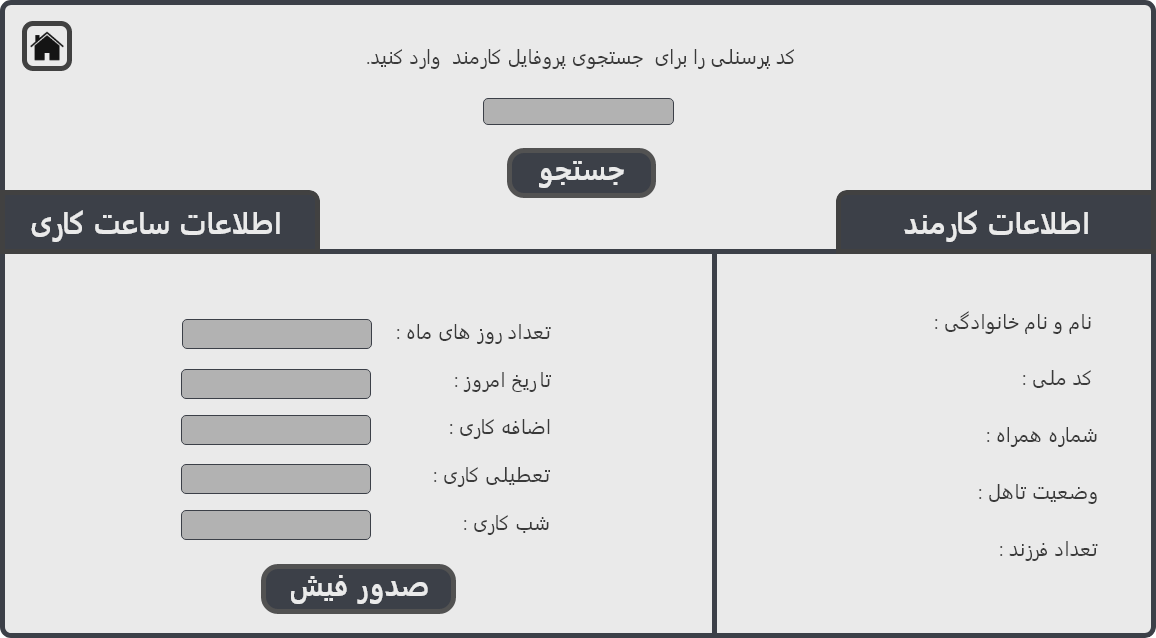 کد پرسنلی را برای جستجوی پروفایل کارمند وارد کنید.
جستجو
اطلاعات کارمند
نام و نام خانوادگی :
کد ملی :
شماره همراه :
وضعیت تاهل :
تعداد فرزند :
اطلاعات ساعت کاری
تعداد روز های ماه :
تاریخ امروز :
اضافه کاری :
تعطیلی کاری :
شب کاری :
صدور فیش